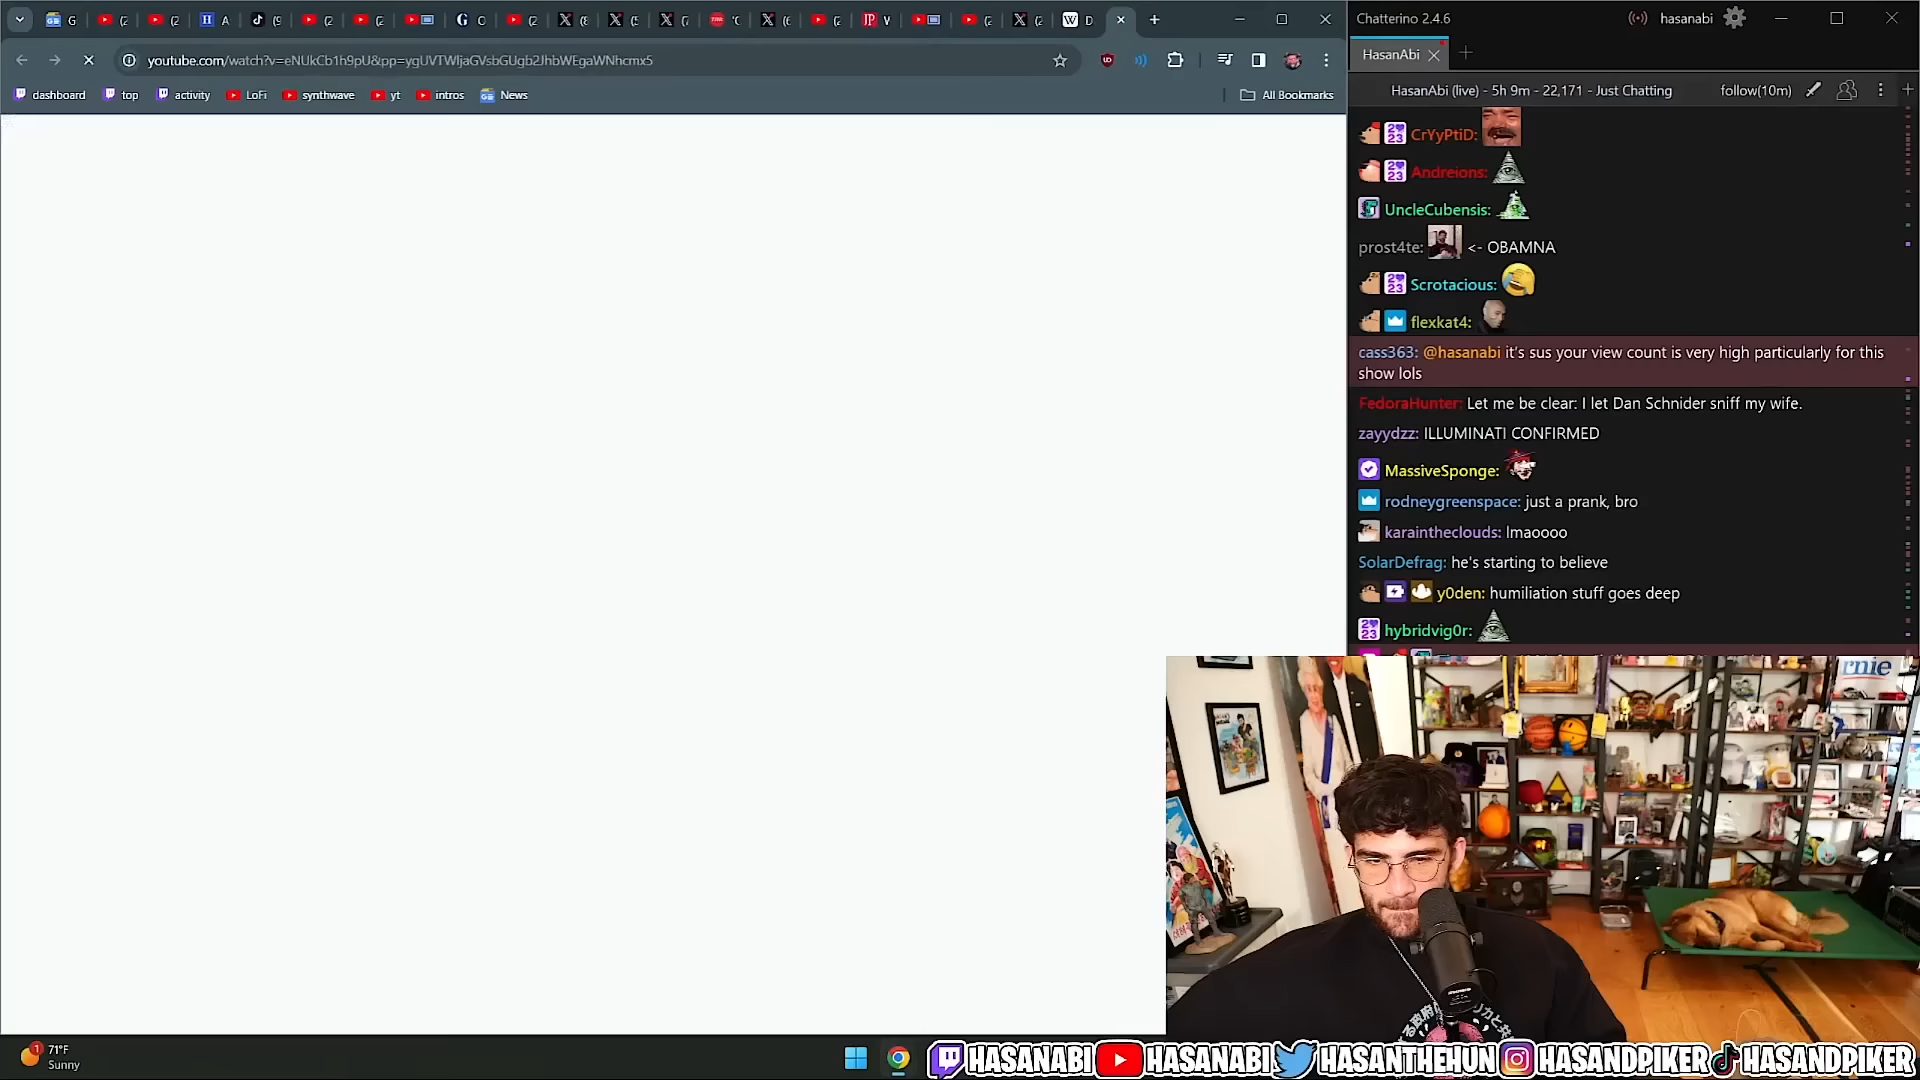 youtube.com/watch?v=eNUkCb1h9pU&pp=ygUVTWljaGVsbGUgb2JhbWEgaWNhcmx5
dashboard
top
activity
LoFi
synthwave
yt
intros
News
All Bookmarks
Chatterino 2.4.6
hasanabi
HasanAbi
HasanAbi (live) - 5h 9m - 22,171 - Just Chatting
follow(10m)
CrYyPtiD:
Andreions:
UncleCubensis:
prost4te: <- OBAMNA
Scrotacious:
flexkat4:
cass363: @hasanabi it's sus your view count is very high particularly for this
show lols
FedoraHunter: Let me be clear: I let Dan Schnider sniff my wife.
zayydzz: ILLUMINATI CONFIRMED
MassiveSponge:
rodneygreenspace: just a prank, bro
karaintheclouds: lmaoooo
SolarDefrag: he's starting to believe
y0den: humiliation stuff goes deep
hybridvig0r:
rnie
71°F
Sunny
HASANABI
HASANABI
HASANTHEHUN
HASANDPIKER
HASANDPIKER